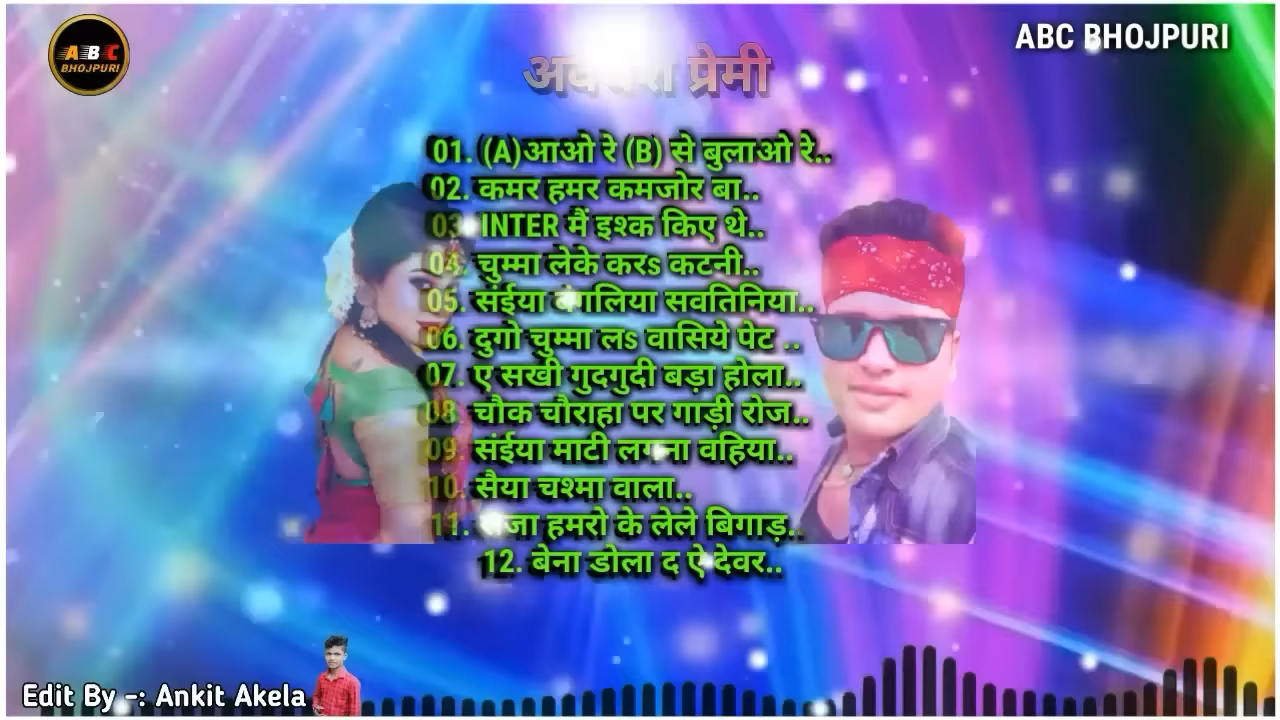 ABC
BHOJPURI
ABC BHOJPURI
प्रेमी
01. (A)आओ रे (B) से बुलाओ रे..
02. कमर हमर कमजोर बा..
03. INTER मैं इश्क किए थे..
04. चुम्मा लेके करs कटनी..
05. संईया बंगलिया सवतिनिया..
06. दुगो चुम्मा लs वासिये पेट ..
07. ए सखी गुदगुदी बड़ा होला..
08. चौक चौराहा पर गाड़ी रोज..
09. संईया माटी लगना वहिया..
10. सैया चश्मा वाला..
11. हमरो के लेले बिगाड़..
12. बेना डोला द ऐ देवर..
Edit By -: Ankit Akela